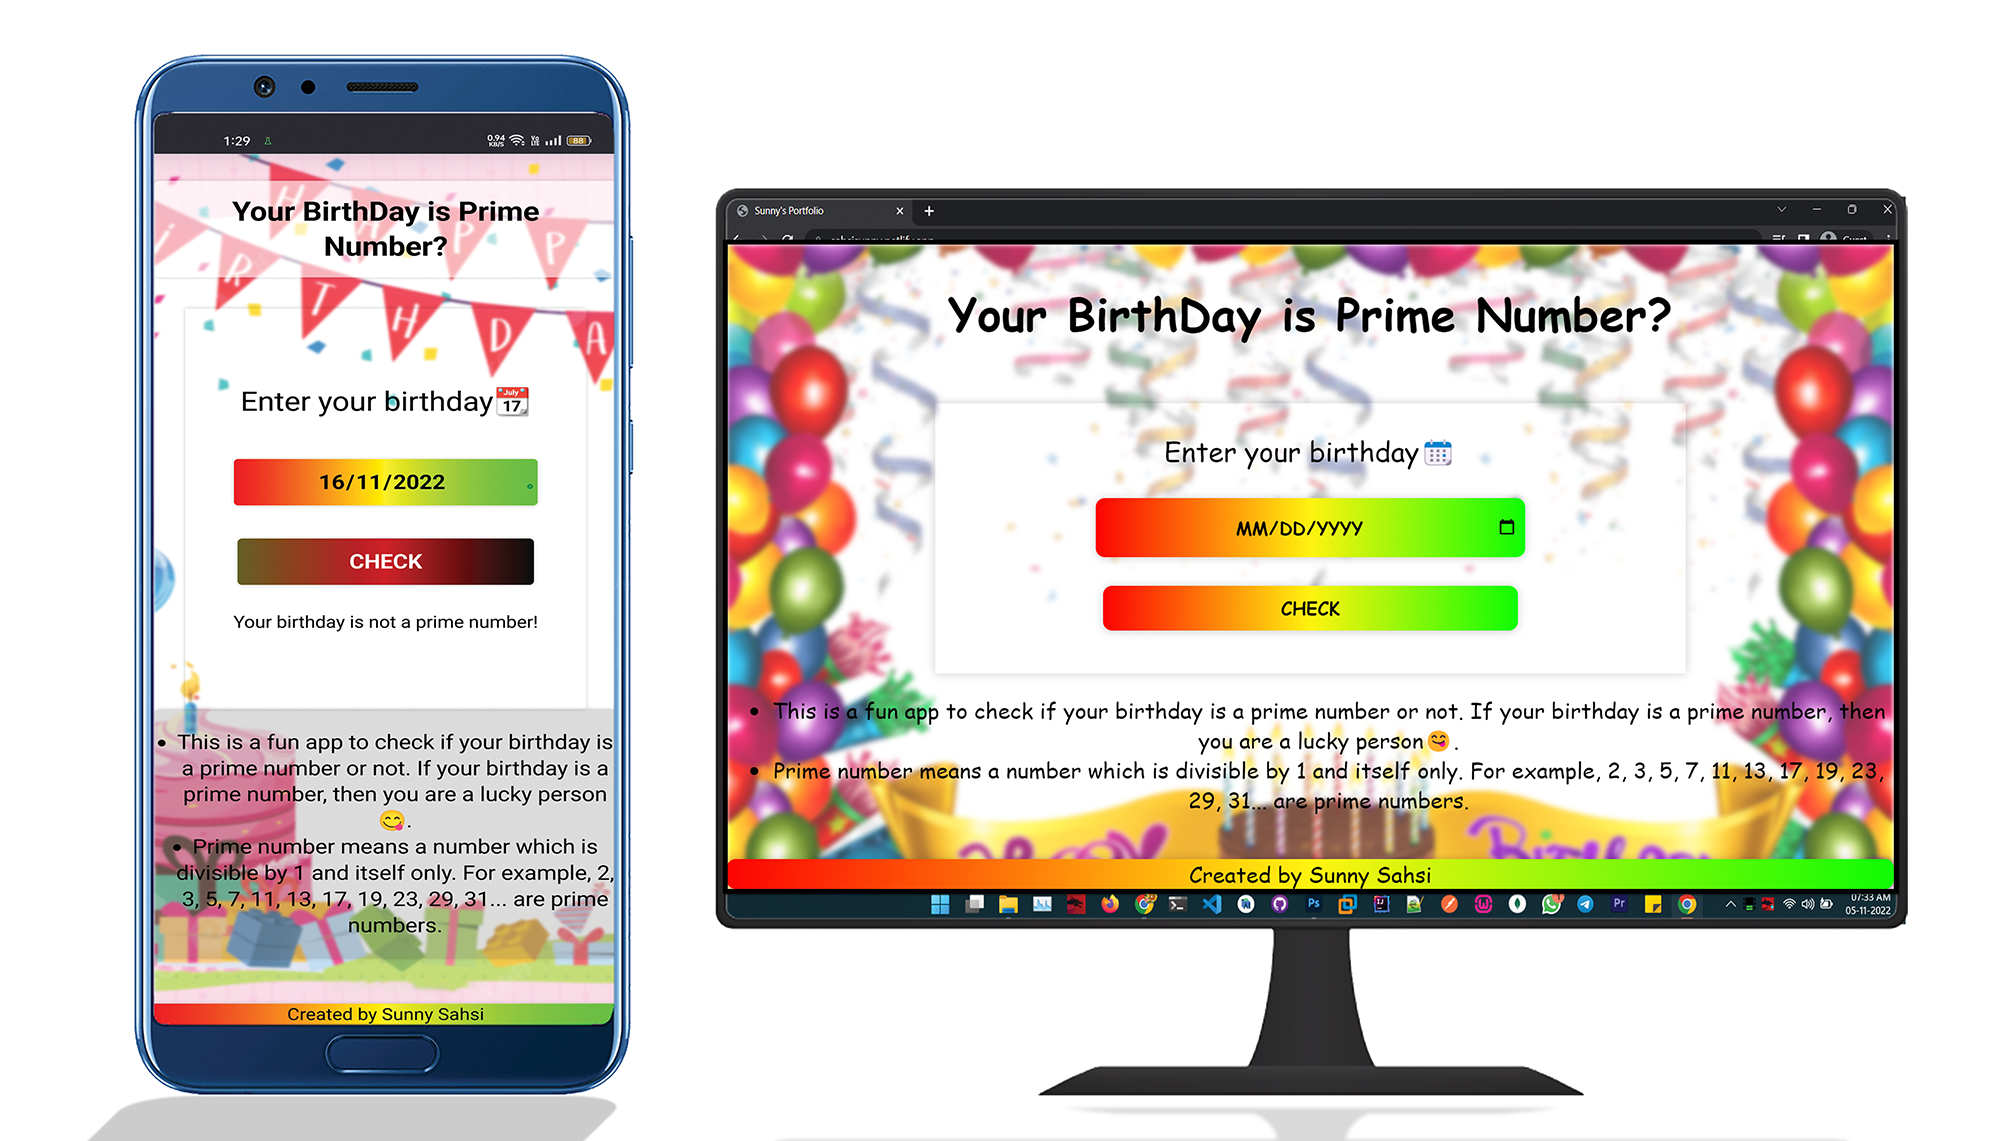 1:29
0.94
KB/S
88
Your BirthDay is Prime
Number?
H
P
P
i
R
T
H
D
A
Enter your birthday
July
17
16/11/2022
CHECK
Your birthday is not a prime number!
• This is a fun app to check if your birthday is
a prime number or not. If your birthday is a
prime number, then you are a lucky person
😋.
• Prime number means a number which is
divisible by 1 and itself only. For example, 2,
3, 5, 7, 11, 13, 17, 19, 23, 29, 31... are prime
numbers.
Created by Sunny Sahsi
Sunny's Portfolio
Your BirthDay is Prime Number?
Enter your birthday
MM/DD/YYYY
CHECK
• This is a fun app to check if your birthday is a prime number or not. If your birthday is a prime number, then
you are a lucky person😋.
• Prime number means a number which is divisible by 1 and itself only. For example, 2, 3, 5, 7, 11, 13, 17, 19, 23,
29, 31... are prime numbers.
Created by Sunny Sahsi
Ps
Pr
07:33 AM
05-11-2022